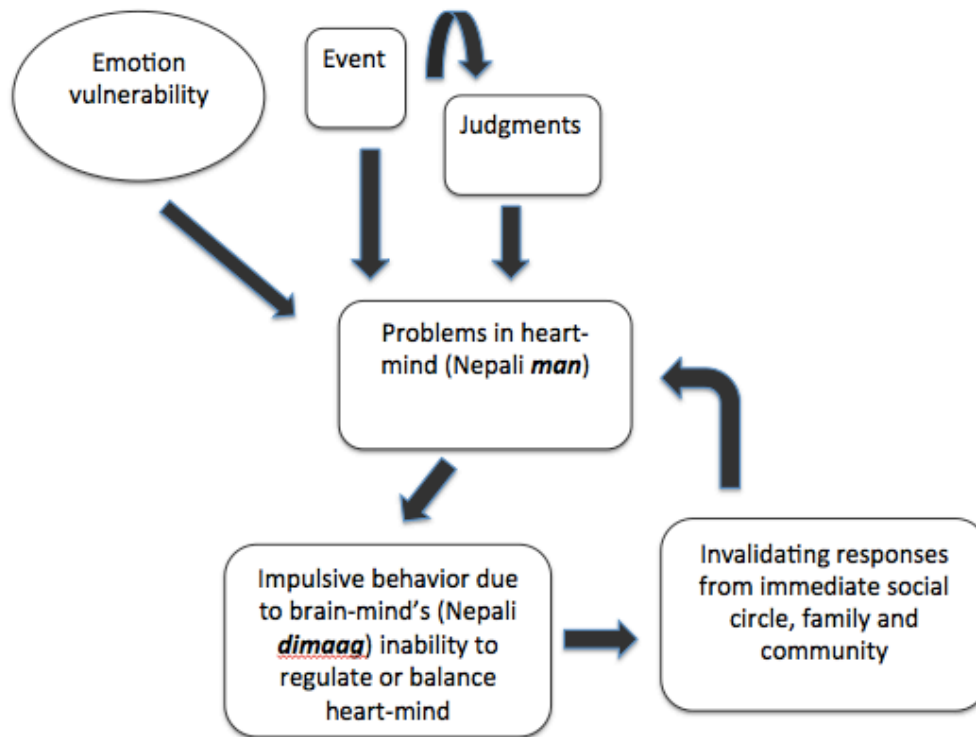 Emotion
vulnerability
Event
Judgments
Problems in heart-
mind (Nepali man)
Impulsive behavior due
to brain-mind’s (Nepali
dimaag) inability to
regulate or balance
heart-mind
Invalidating responses
from immediate social
circle, family and
community